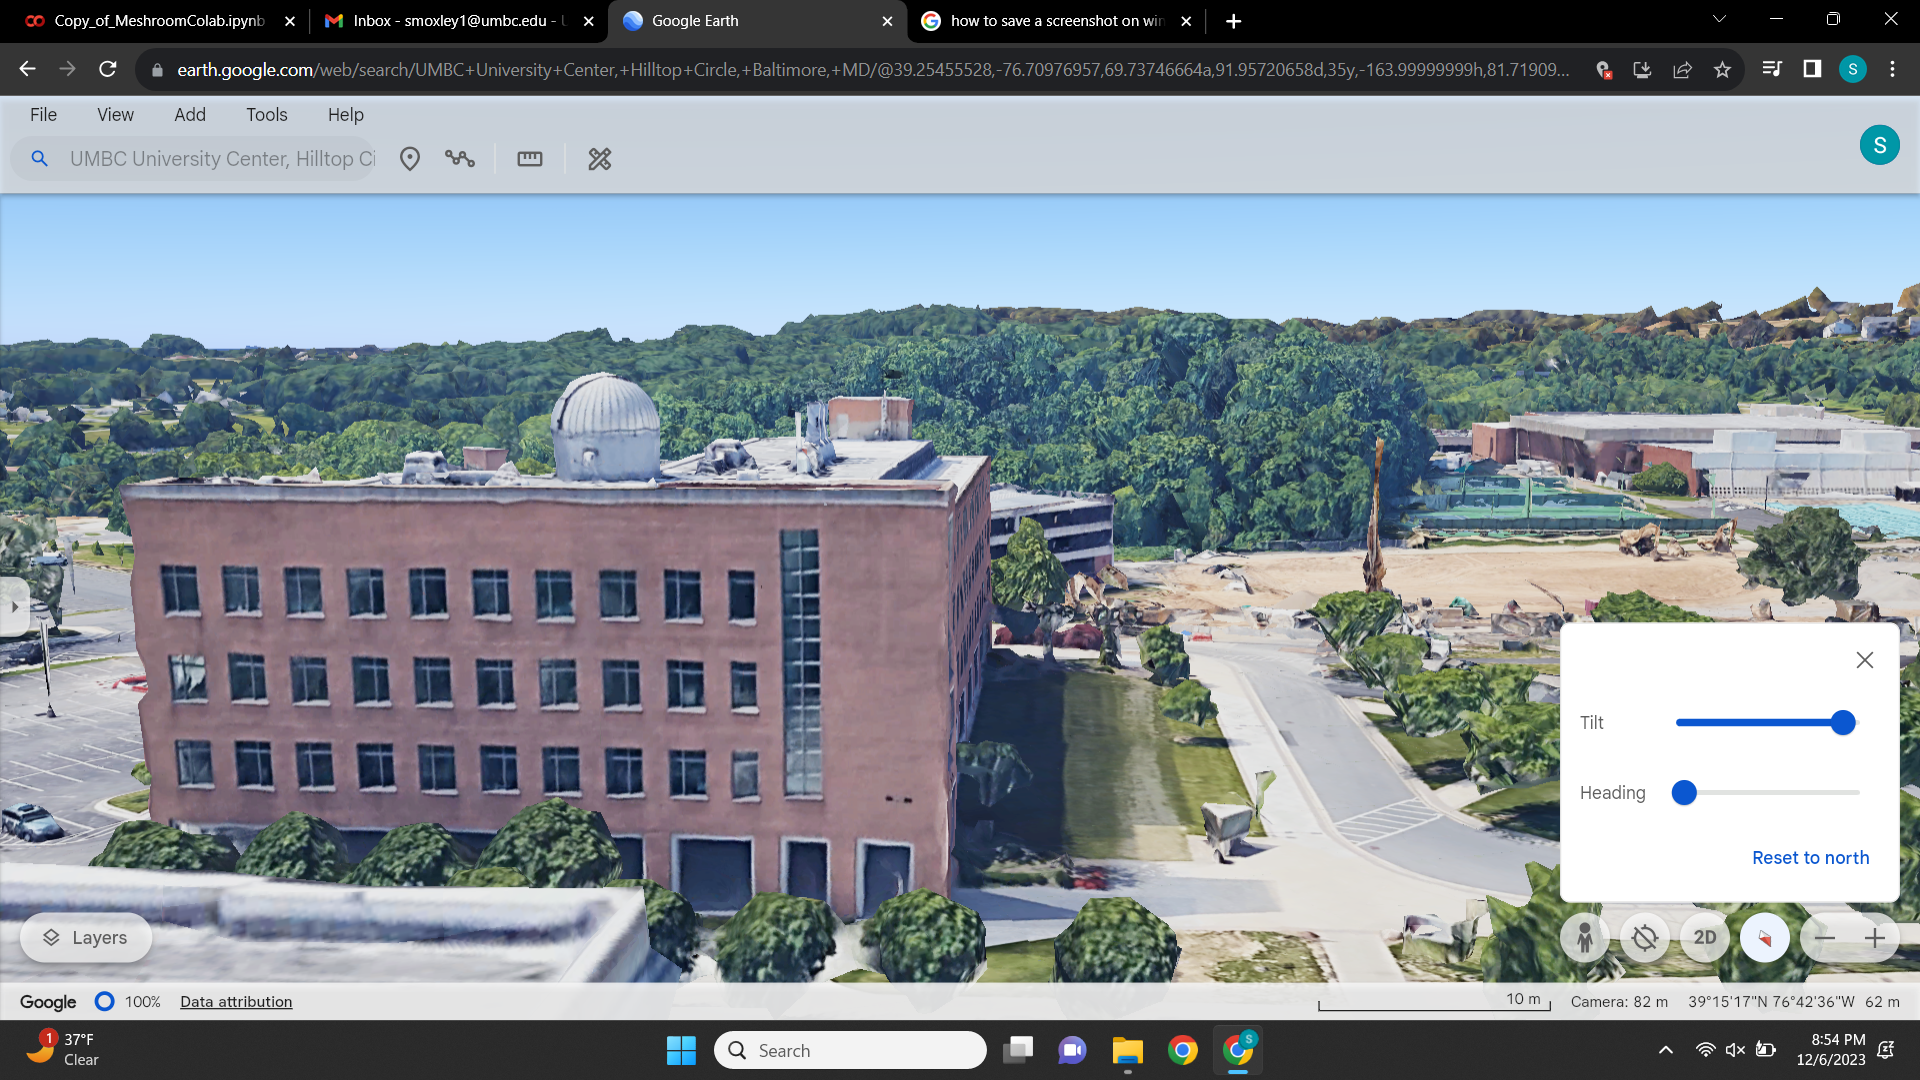 Copy_of_MeshroomColab.ipynb
Inbox - smoxley1@umbc.edu - U
Google Earth
how to save a screenshot on win
earth.google.com/web/search/UMBC+University+Center,+Hilltop+Circle,+Baltimore,+MD/@39.25455528,-76.70976957,69.73746664a,91.95720658d,35y,-163.99999999h,81.71909...
S
File View Add Tools Help
UMBC University Center, Hilltop Ci
S
Tilt
Heading
Reset to north
Layers
2D
Google 100% Data attribution
10 m
Camera: 82 m 39°15'17"N 76°42'36"W 62 m
1
37°F
Clear
Search
S
8:54 PM
12/6/2023